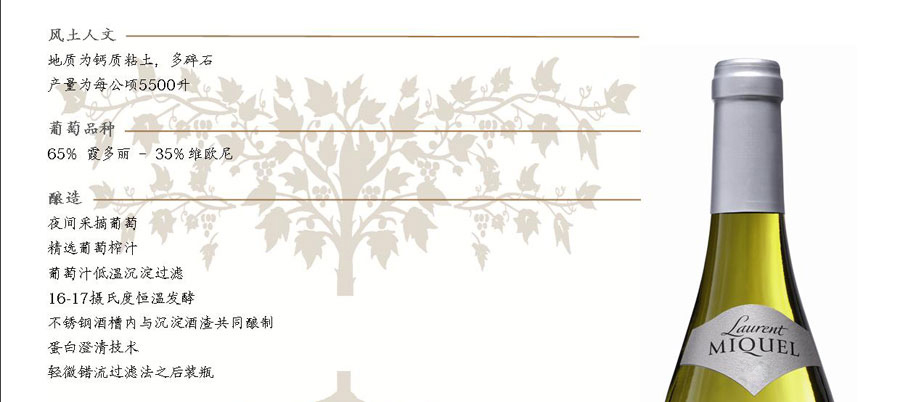 风土人文
地质为钙质粘土，多碎石
产量为每公顷5500升
葡萄品种
65% 霞多丽 - 35% 维欧尼
酿造
夜间采摘葡萄
精选葡萄榨汁
葡萄汁低温沉淀过滤
16-17摄氏度恒温发酵
不锈钢酒槽内与沉淀酒渣共同酿制
蛋白澄清技术
轻微错流过滤法之后装瓶
Laurent
MIQUEL